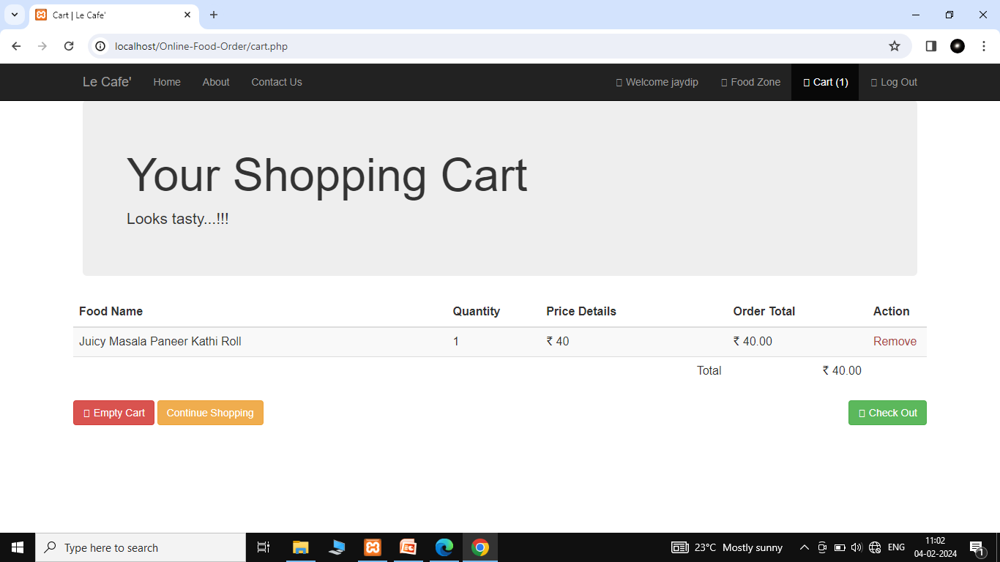 Cart | Le Cafe'
localhost/Online-Food-Order/cart.php
Le Cafe' Home About Contact Us Welcome jaydip Food Zone Cart (1) Log Out
Your Shopping Cart
Looks tasty...!!!
Food Name Quantity Price Details Order Total Action
Juicy Masala Paneer Kathi Roll 1 ₹ 40 ₹ 40.00 Remove
Total ₹ 40.00
Empty Cart Continue Shopping Check Out
Type here to search 23°C Mostly sunny ENG 11:02
04-02-2024 1